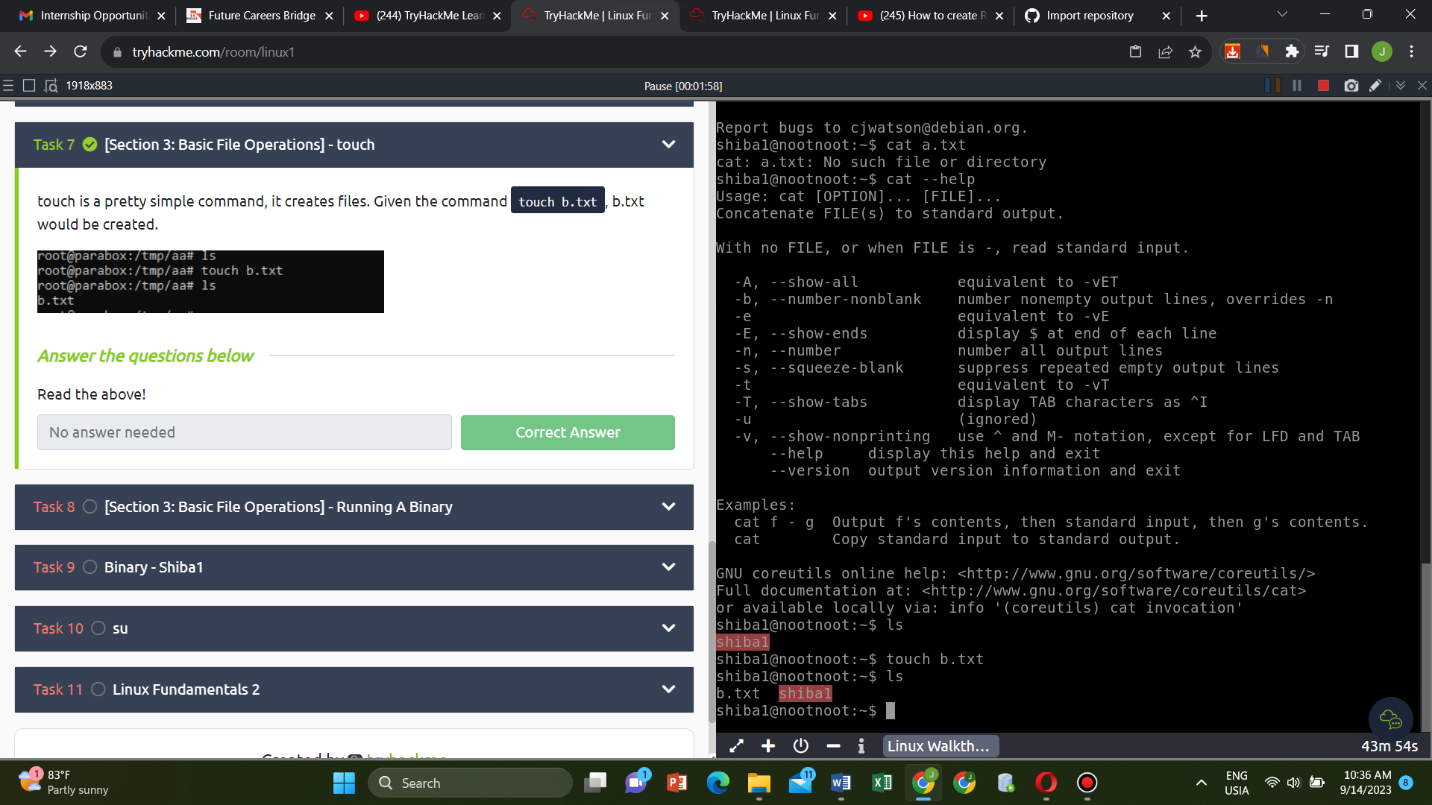 Internship Opportunit
Future Careers Bridge
(244) TryHackMe Lear
TryHackMe | Linux Fur
TryHackMe | Linux Fur
(245) How to create R
Import repository
tryhackme.com/room/linux1
J
1918x883
Pause [00:01:58]
Task 7 [Section 3: Basic File Operations] - touch
touch is a pretty simple command, it creates files. Given the command touch b.txt, b.txt
would be created.
root@parabox:/tmp/aa# ls
root@parabox:/tmp/aa# touch b.txt
root@parabox:/tmp/aa# ls
b.txt
Answer the questions below
Read the above!
No answer needed
Correct Answer
Task 8 [Section 3: Basic File Operations] - Running A Binary
Task 9 Binary - Shiba1
Task 10 su
Task 11 Linux Fundamentals 2
Report bugs to cjwatson@debian.org.
shiba1@nootnoot:~$ cat a.txt
cat: a.txt: No such file or directory
shiba1@nootnoot:~$ cat --help
Usage: cat [OPTION]... [FILE]...
Concatenate FILE(s) to standard output.
With no FILE, or when FILE is -, read standard input.
-A, --show-all equivalent to -vET
-b, --number-nonblank number nonempty output lines, overrides -n
-e equivalent to -vE
-E, --show-ends display $ at end of each line
-n, --number number all output lines
-s, --squeeze-blank suppress repeated empty output lines
-t equivalent to -vT
-T, --show-tabs display TAB characters as ^I
-u (ignored)
-v, --show-nonprinting use ^ and M- notation, except for LFD and TAB
--help display this help and exit
--version output version information and exit
Examples:
cat f - g Output f's contents, then standard input, then g's contents.
cat Copy standard input to standard output.
GNU coreutils online help: <http://www.gnu.org/software/coreutils/>
Full documentation at: <http://www.gnu.org/software/coreutils/cat>
or available locally via: info '(coreutils) cat invocation'
shiba1@nootnoot:~$ ls
shiba1
shiba1@nootnoot:~$ touch b.txt
shiba1@nootnoot:~$ ls
b.txt shiba1
shiba1@nootnoot:~$
Linux Walkth...
43m 54s
1
83°F
Partly sunny
Search
1
11
ENG
USIA
10:36 AM
9/14/2023
8